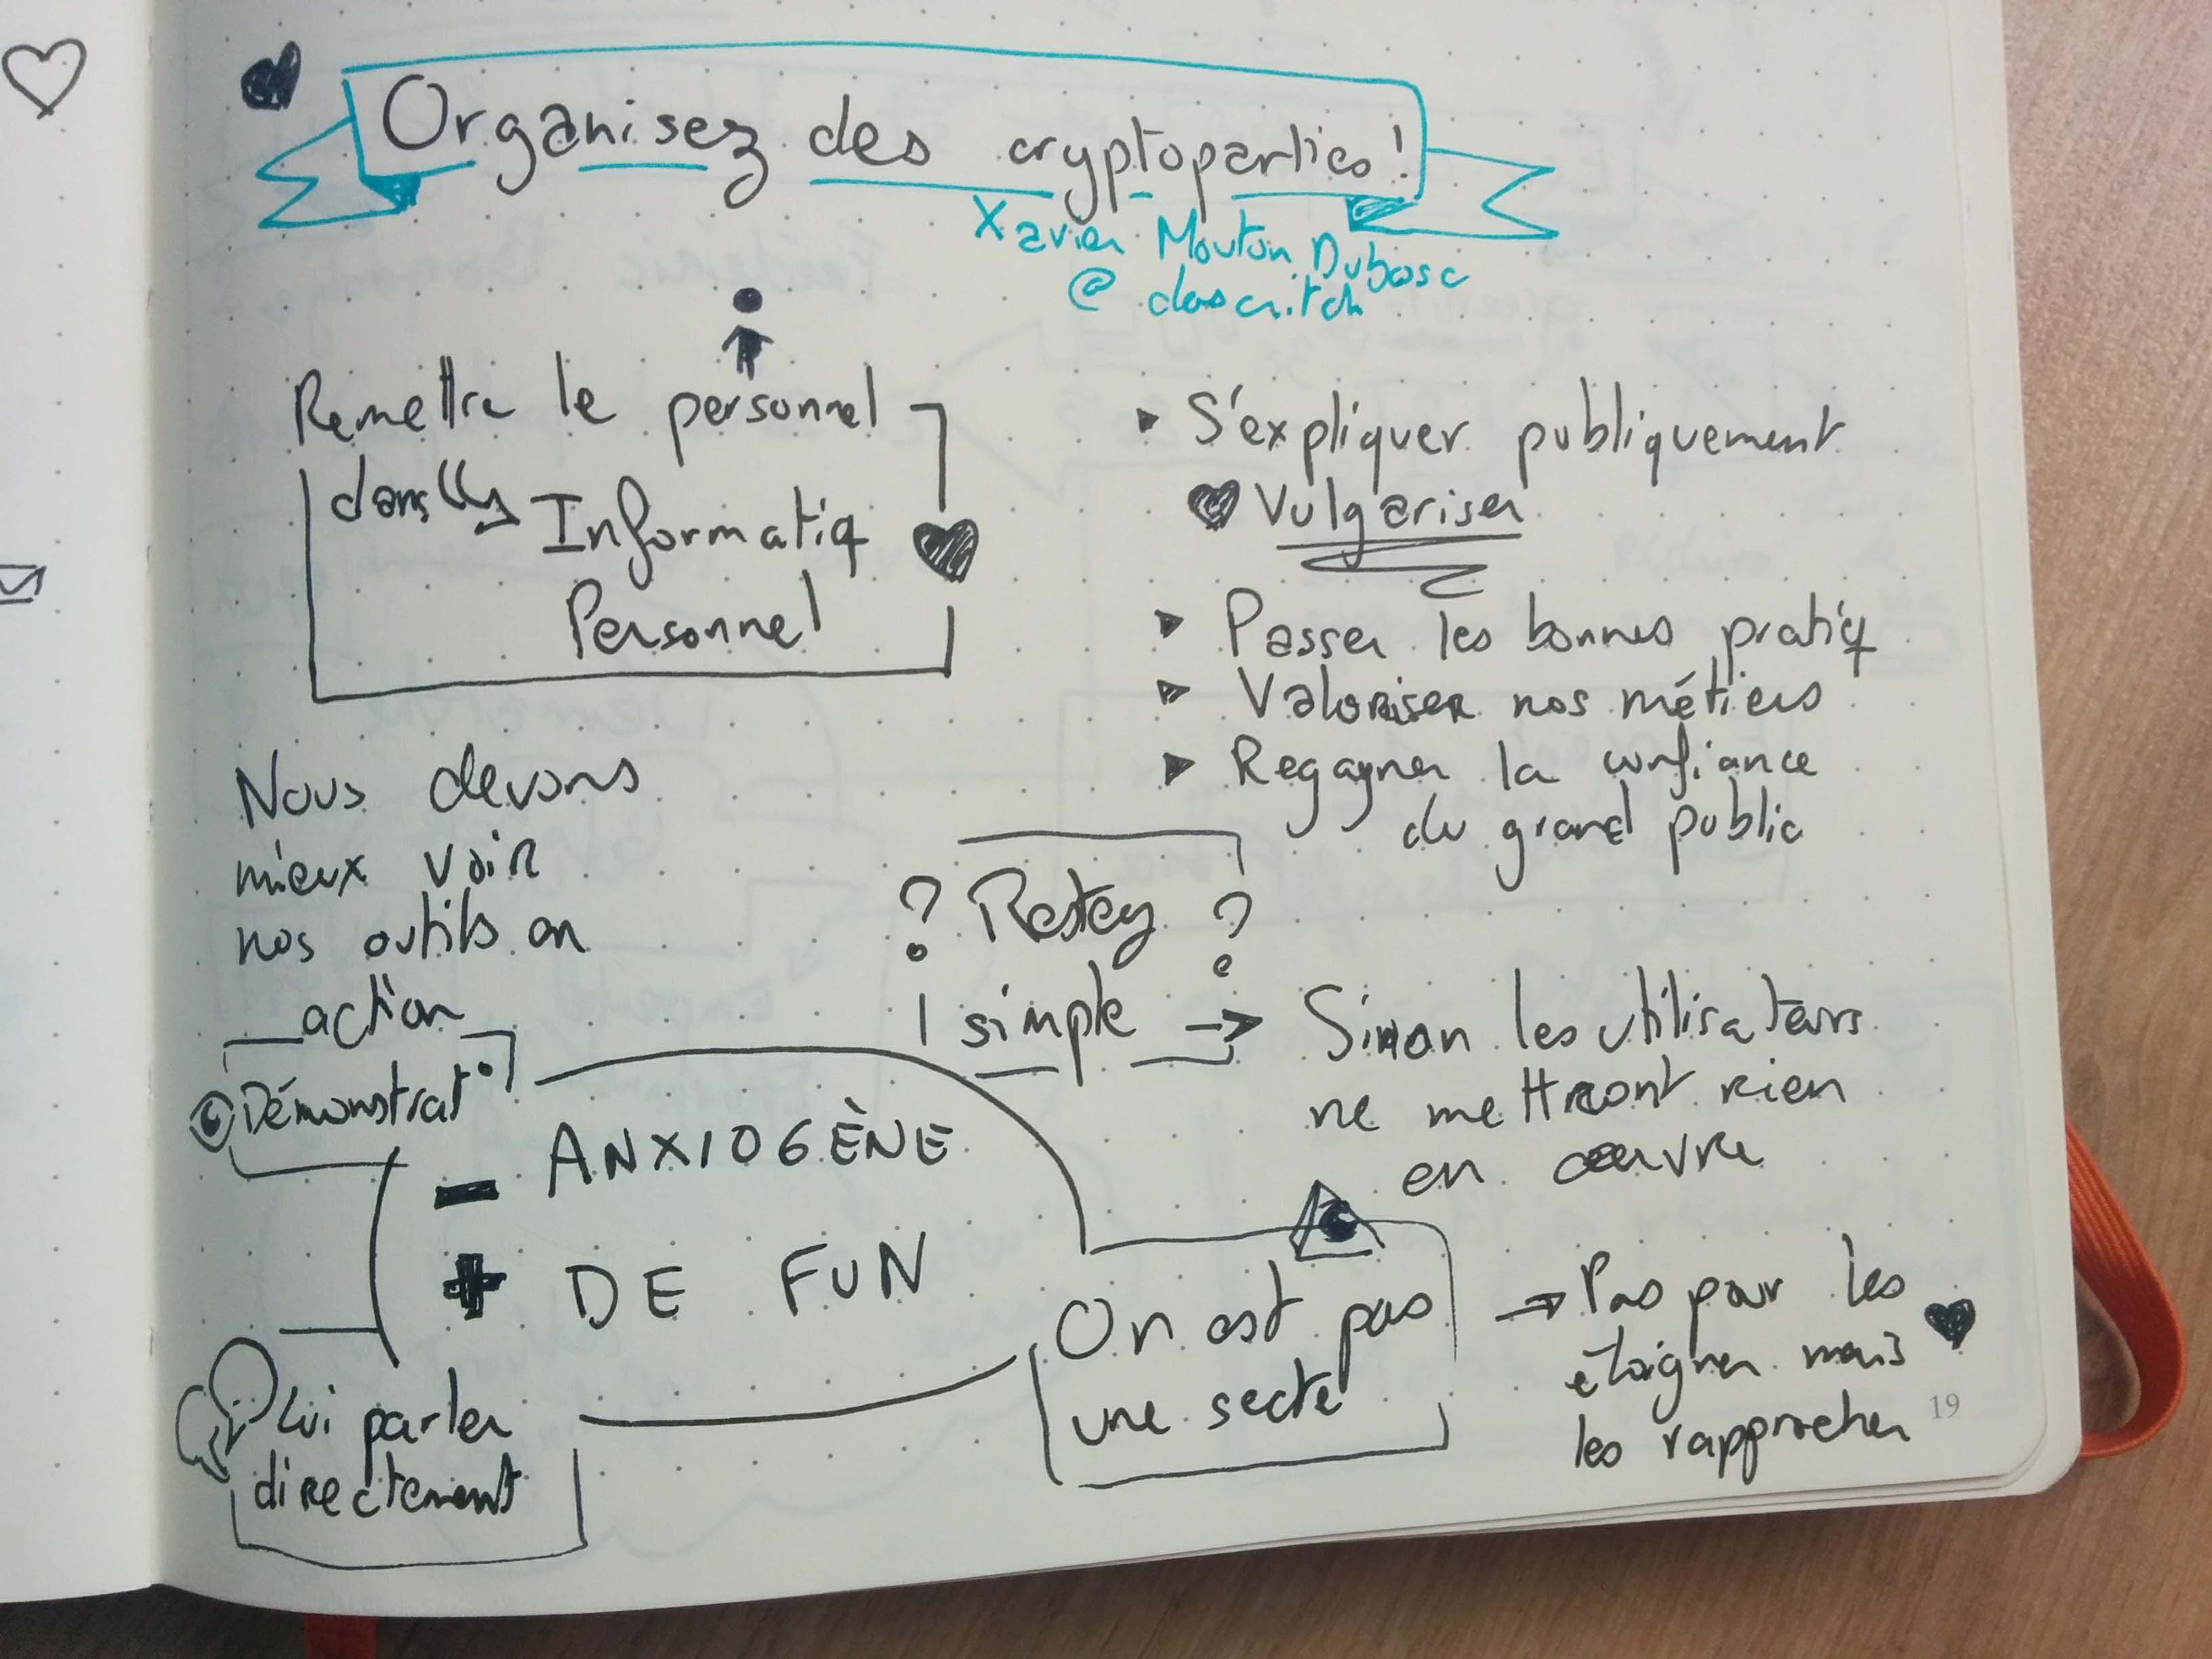 Organisez des cryptoparties !
Xavier Mouton Dubosc
@ dascritch
Remettre le personnel
dans
Informatiq
Personnel
S'expliquer publiquement
Vulgariser
Passer les bonnes pratiq
Valoriser nos métiers
Regagner la confiance
du grand public
Nous devons
mieux voir
nos outils en
action
Démonstrat°
? Restez ?
simple → Sinon les utilisateurs
ne mettront rien
en œuvre
- ANXIOGÈNE
+ DE FUN
Lui parler
directement
On est pas
une secte
→ Pas pour les
éloigner mais
les rapprocher
19